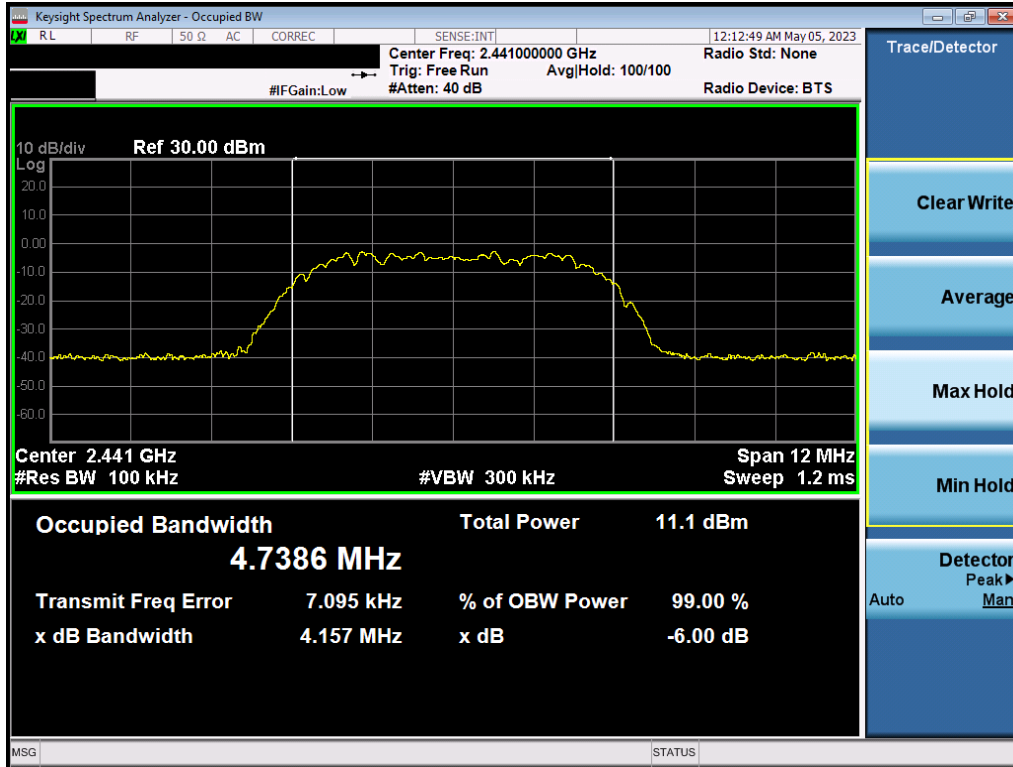 Keysight Spectrum Analyzer - Occupied BW
LXI RL RF 50 Ω AC CORREC SENSE:INT 12:12:49 AM May 05, 2023
Center Freq: 2.441000000 GHz Radio Std: None
Trig: Free Run Avg|Hold: 100/100
#IFGain:Low #Atten: 40 dB Radio Device: BTS
Trace/Detector
10 dB/div Ref 30.00 dBm
Log
20.0
10.0
0.00
-10.0
-20.0
-30.0
-40.0
-50.0
-60.0
Center 2.441 GHz Span 12 MHz
#Res BW 100 kHz #VBW 300 kHz Sweep 1.2 ms
Occupied Bandwidth Total Power 11.1 dBm
4.7386 MHz
Transmit Freq Error 7.095 kHz % of OBW Power 99.00 %
x dB Bandwidth 4.157 MHz x dB -6.00 dB
Clear Write
Average
Max Hold
Min Hold
Detector
Peak▶
Auto Man
MSG STATUS